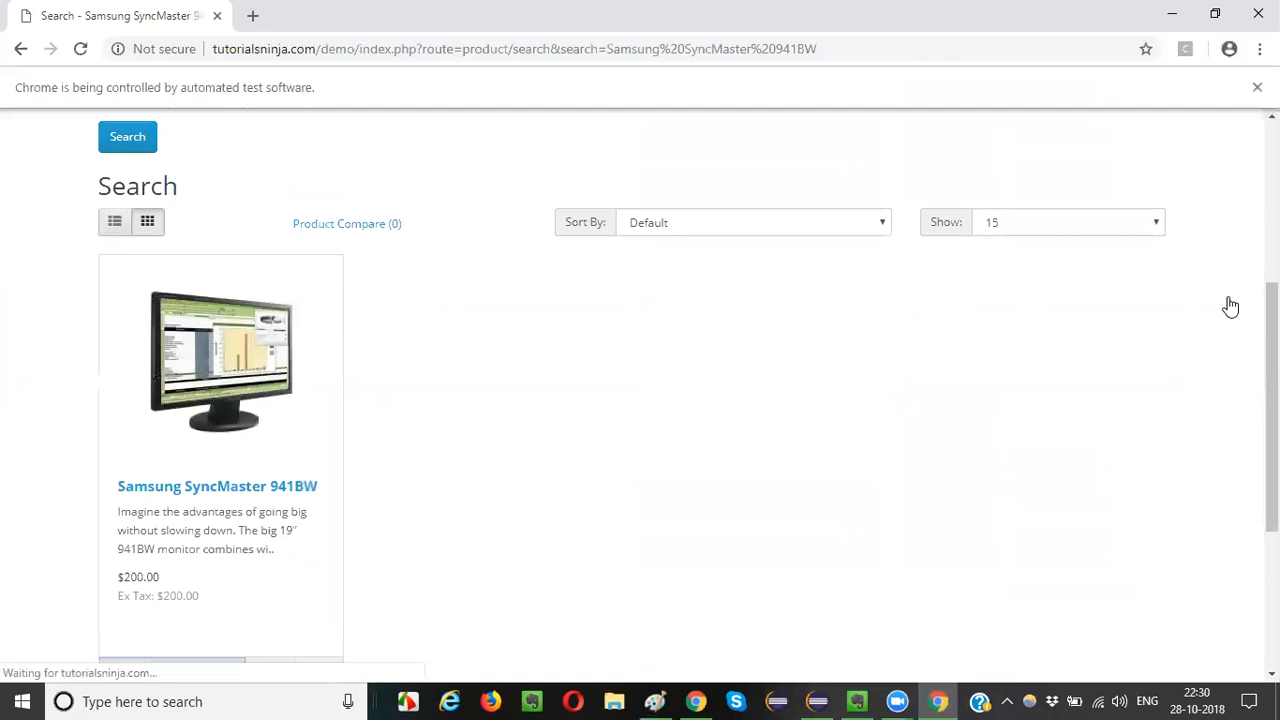 Search - Samsung SyncMaster 94
Not secure
tutorialsninja.com/demo/index.php?route=product/search&search=Samsung%20SyncMaster%20941BW
C
Chrome is being controlled by automated test software.
Search
Search
Product Compare (0)
Sort By:
Default
Show:
15
Samsung SyncMaster 941BW
Imagine the advantages of going big
without slowing down. The big 19"
941BW monitor combines wi..
$200.00
Ex Tax: $200.00
Waiting for tutorialsninja.com...
Type here to search
ENG
22:30
28-10-2018